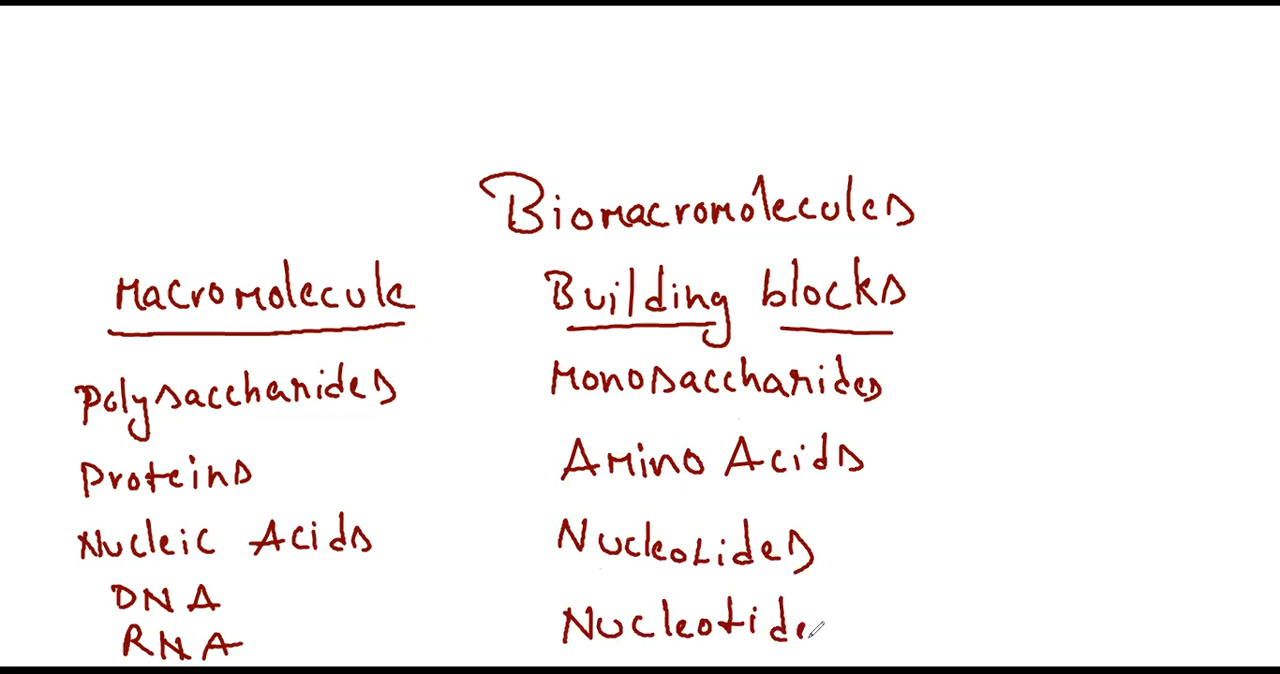 Biomacromolecules
Macromolecule Building blocks
Polysaccharides Monosaccharides
Proteins Amino Acids
Nucleic Acids Nucleotides
DNA
RNA Nucleotide